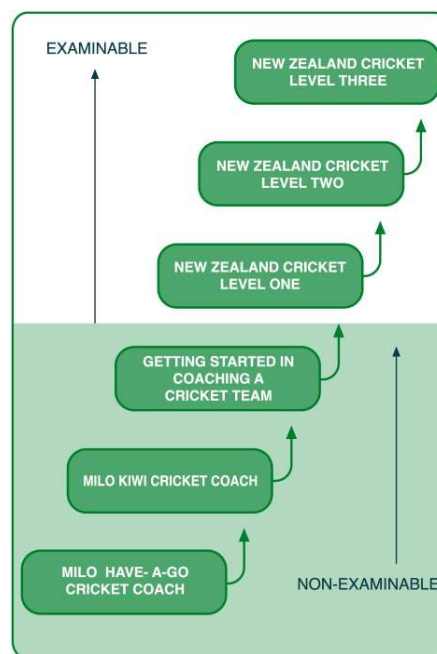 EXAMINABLE
NEW ZEALAND CRICKET
LEVEL THREE
NEW ZEALAND CRICKET
LEVEL TWO
NEW ZEALAND CRICKET
LEVEL ONE
GETTING STARTED IN
COACHING A
CRICKET TEAM
MILO KIWI CRICKET COACH
MILO HAVE- A-GO
CRICKET COACH
NON-EXAMINABLE